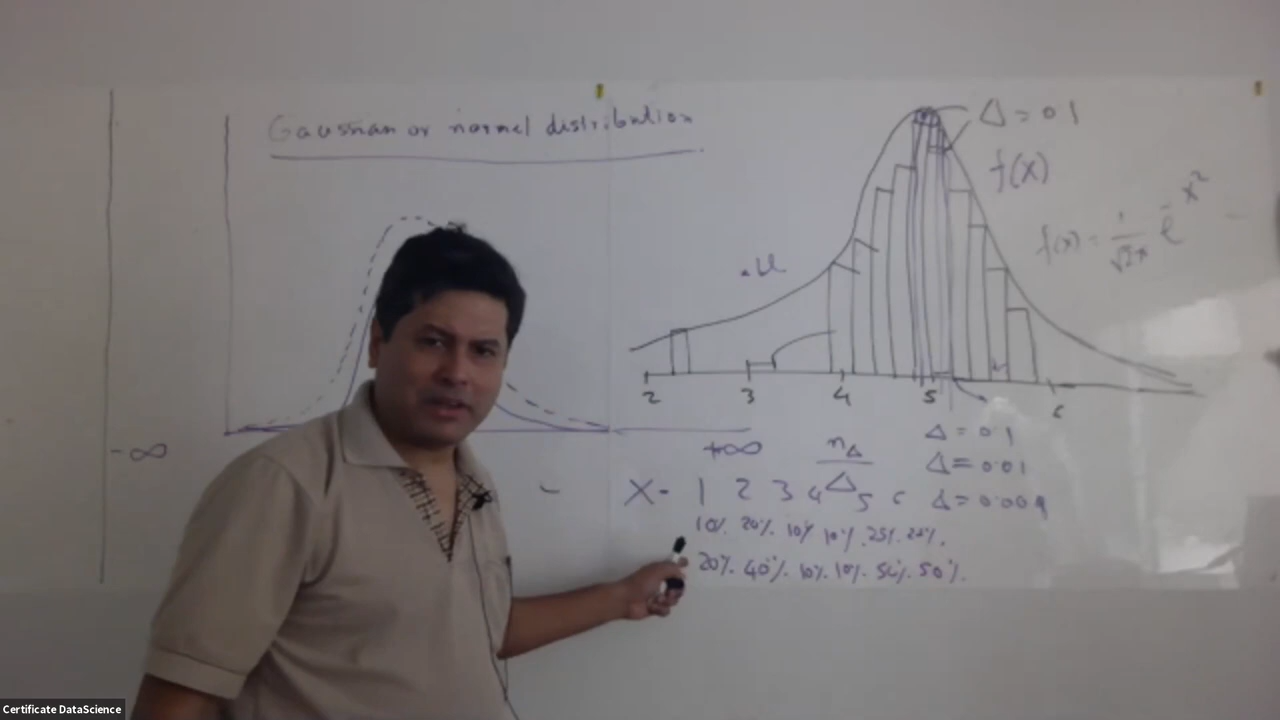 Gaussian or normal distribution
Δ = 0.1
f(x)
f(x) = 1/√2π e^-x²
2 3 4 5 6
-∞ +∞
nΔ/Δ
Δ = 0.1
Δ = 0.01
Δ = 0.001
X = 1 2 3 4 5 6
10% 20% 10% 10% 25% 25%
20% 40% 10% 10% 50% 50%
Certificate DataScience